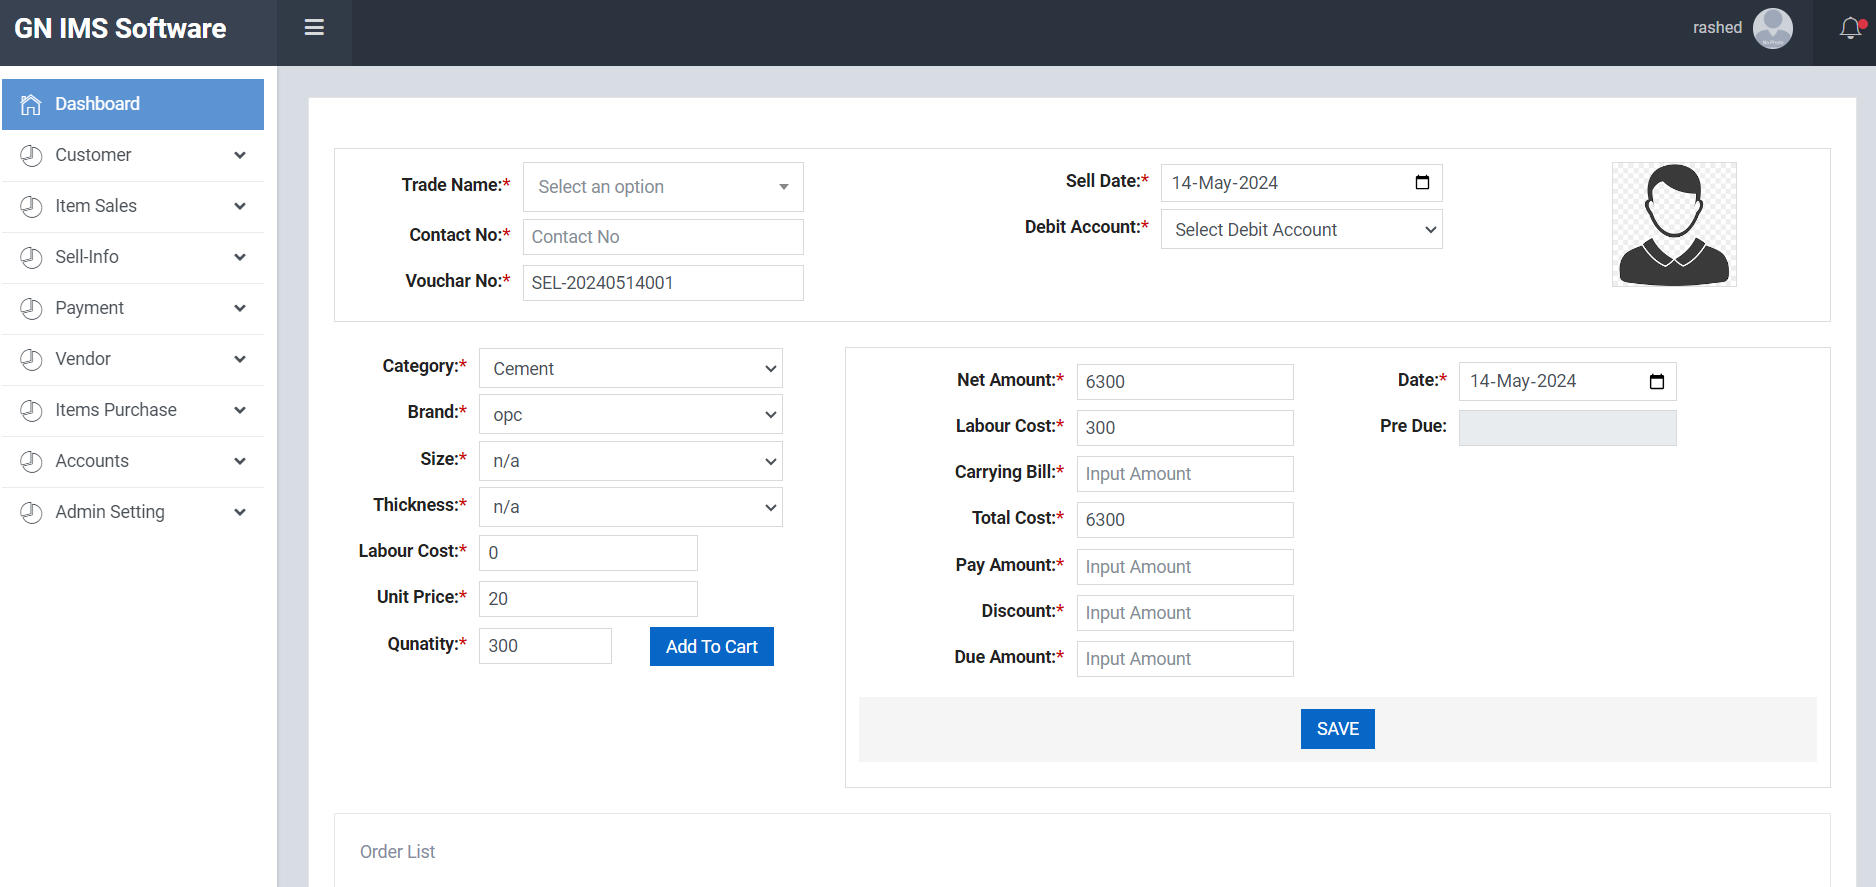 GN IMS Software
rashed
Dashboard
Customer
Item Sales
Sell-Info
Payment
Vendor
Items Purchase
Accounts
Admin Setting
Trade Name:* Select an option
Contact No:* Contact No
Vouchar No:* SEL-20240514001
Sell Date:* 14-May-2024
Debit Account:* Select Debit Account
Category:* Cement
Brand:* opc
Size:* n/a
Thickness:* n/a
Labour Cost:* 0
Unit Price:* 20
Qunatity:* 300
Add To Cart
Net Amount:* 6300
Labour Cost:* 300
Carrying Bill:* Input Amount
Total Cost:* 6300
Pay Amount:* Input Amount
Discount:* Input Amount
Due Amount:* Input Amount
Date:* 14-May-2024
Pre Due:
SAVE
Order List